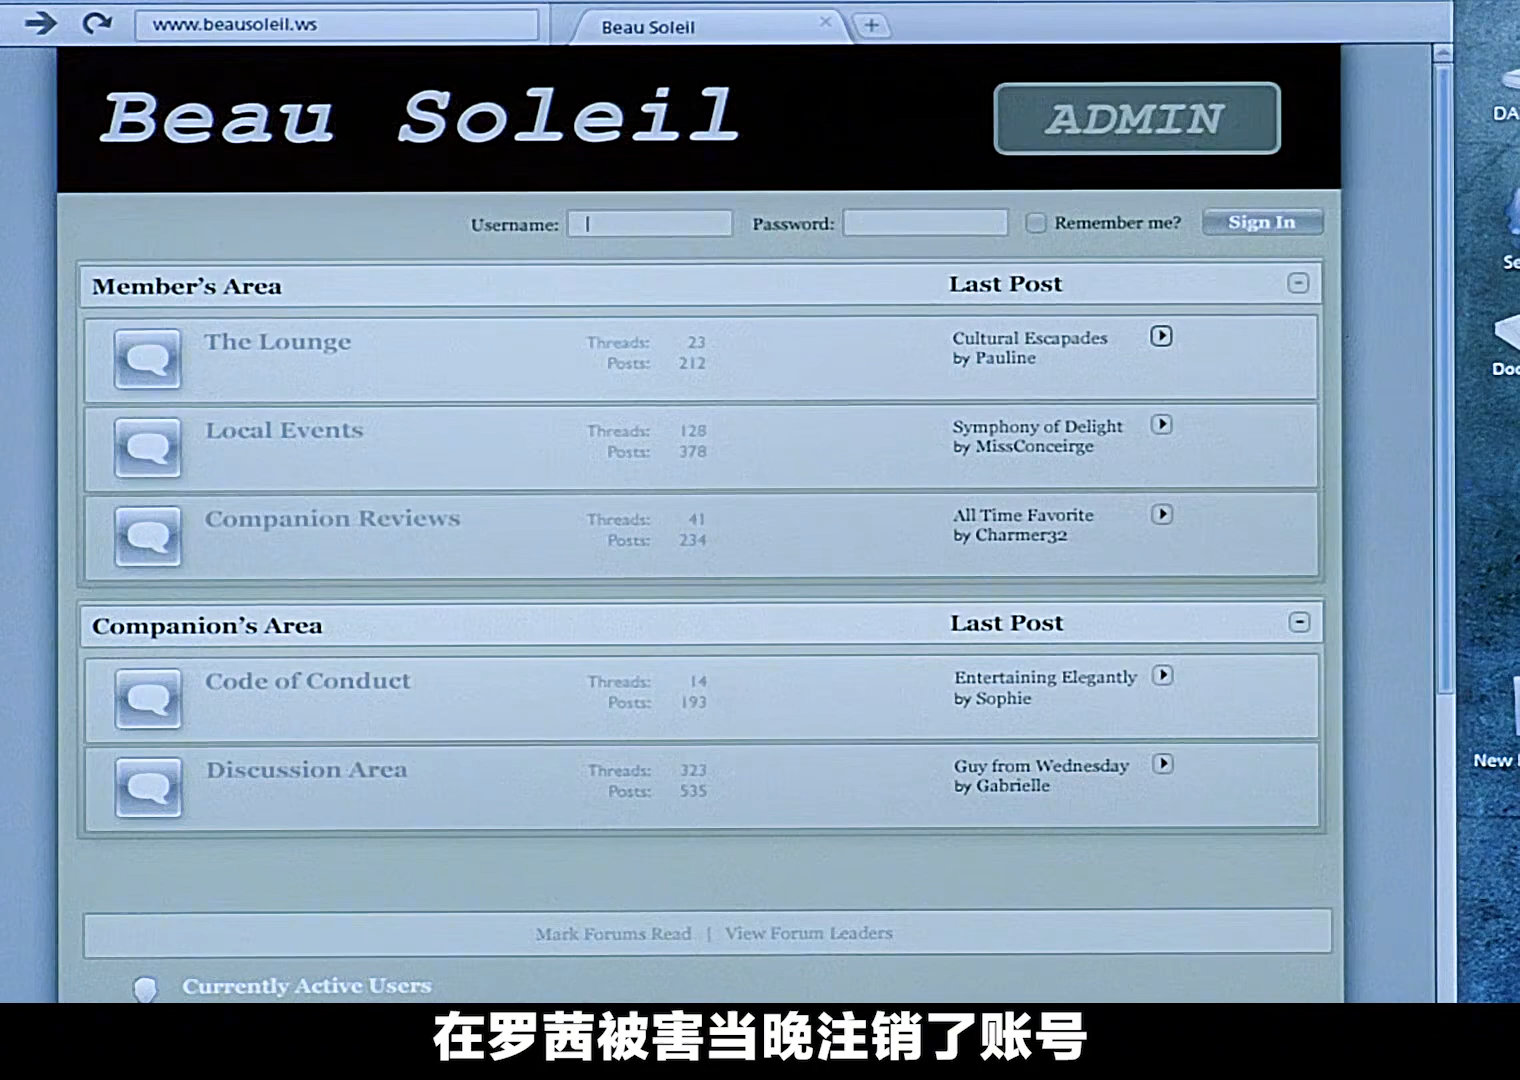 www.beausoleil.ws
Beau Soleil
Beau Soleil
ADMIN
Username:
Password:
Remember me?
Sign In
Member's Area
Last Post
The Lounge
Threads: 23
Posts: 212
Cultural Escapades
by Pauline
Local Events
Threads: 128
Posts: 378
Symphony of Delight
by MissConceirge
Companion Reviews
Threads: 41
Posts: 234
All Time Favorite
by Charmer32
Companion's Area
Last Post
Code of Conduct
Threads: 14
Posts: 193
Entertaining Elegantly
by Sophie
Discussion Area
Threads: 323
Posts: 535
Guy from Wednesday
by Gabrielle
Mark Forums Read | View Forum Leaders
Currently Active Users
New
在罗茜被害当晚注销了账号